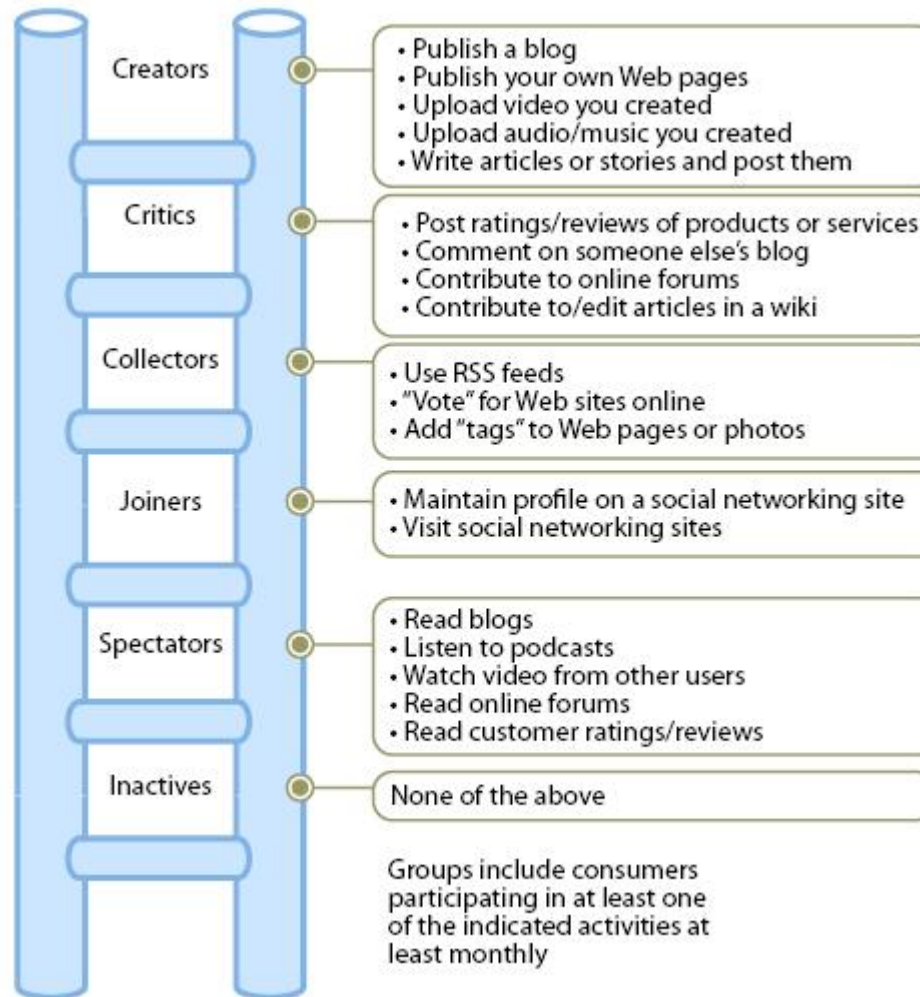 Creators
• Publish a blog
• Publish your own Web pages
• Upload video you created
• Upload audio/music you created
• Write articles or stories and post them
Critics
• Post ratings/reviews of products or services
• Comment on someone else's blog
• Contribute to online forums
• Contribute to/edit articles in a wiki
Collectors
• Use RSS feeds
• "Vote" for Web sites online
• Add "tags" to Web pages or photos
Joiners
• Maintain profile on a social networking site
• Visit social networking sites
Spectators
• Read blogs
• Listen to podcasts
• Watch video from other users
• Read online forums
• Read customer ratings/reviews
Inactives
None of the above
Groups include consumers
participating in at least one
of the indicated activities at
least monthly